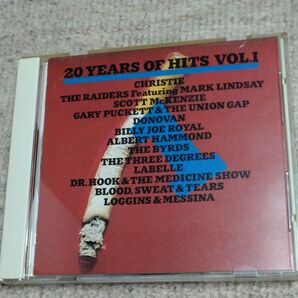 20 YEARS OF HITS VOL.I
CHRISTIE
THE RAIDERS Featuring MARK LINDSAY
SCOTT McKENZIE
GARY PUCKETT & THE UNION GAP
DONOVAN
BILLY JOE ROYAL
ALBERT HAMMOND
THE BYRDS
THE THREE DEGREES
LABELLE
DR. HOOK & THE MEDICINE SHOW
BLOOD, SWEAT & TEARS
LOGGINS & MESSINA